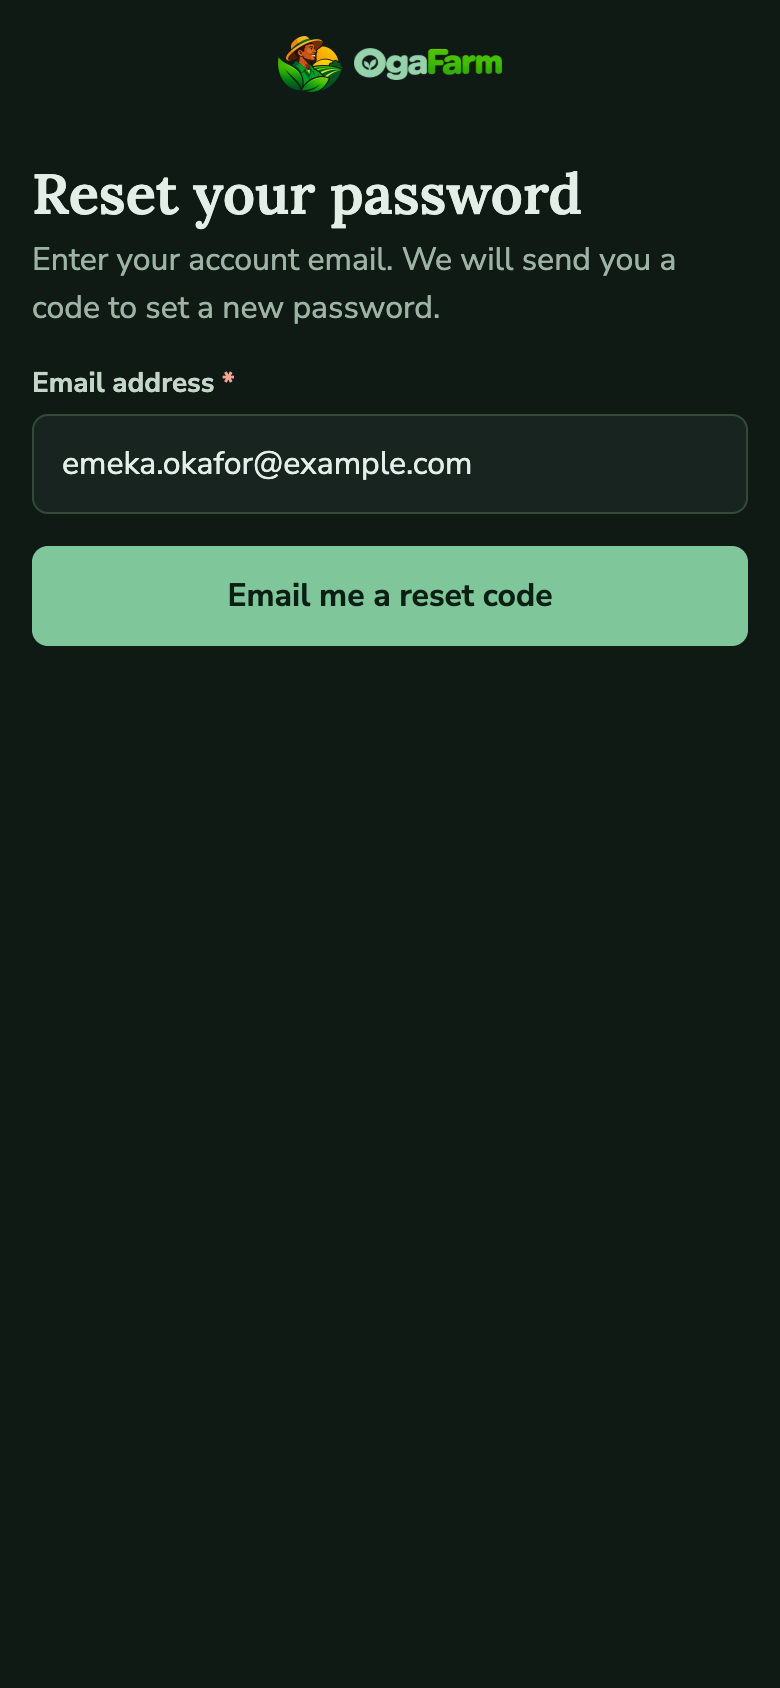 OgaFarm
Reset your password
Enter your account email. We will send you a
code to set a new password.
Email address *
emeka.okafor@example.com
Email me a reset code